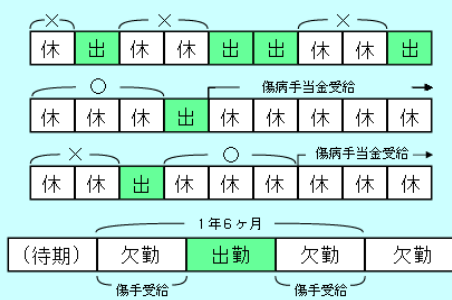 × × ×
休 出 休 休 出 出 休 休 出
○ 傷病手当金受給
休 休 休 出 休 休 休 休 休
× ○ 傷病手当金受給
休 休 出 休 休 休 休 休 休
1年6ヶ月
(待期) 欠勤 出勤 欠勤 欠勤
傷手受給 傷手受給